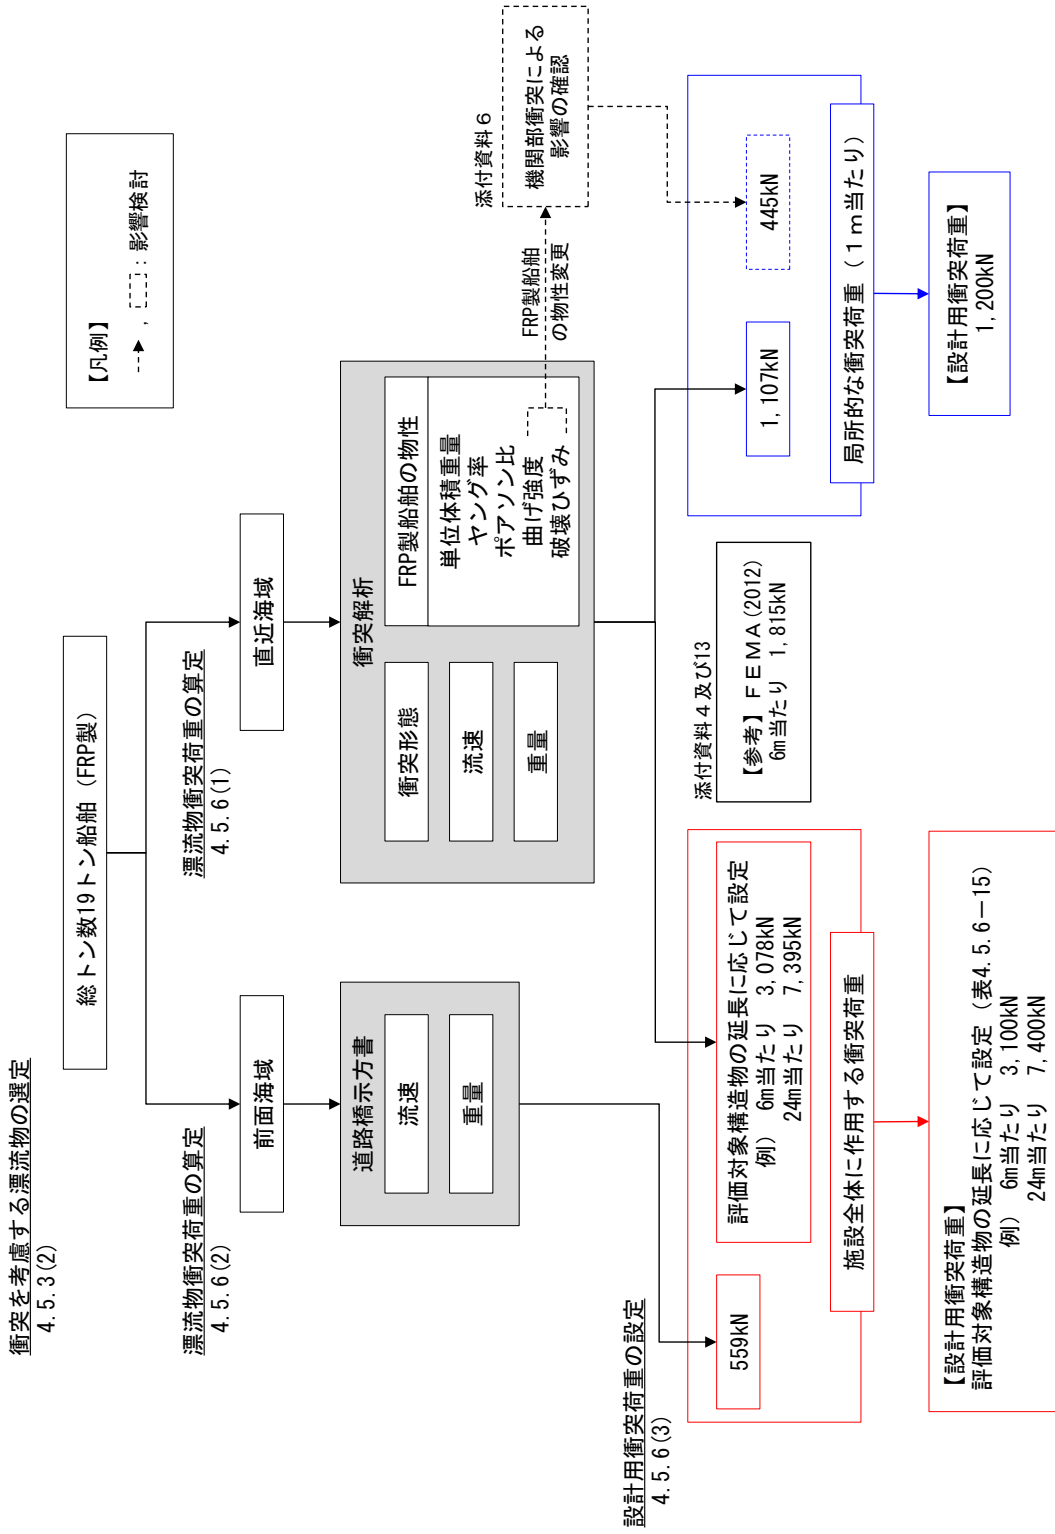 衝突を考慮する漂流物の選定
4.5.3(2)
総トン数19トン船舶（FRP製）
【凡例】
, : 影響検討
漂流物衝突荷重の算定
4.5.6(2)
前面海域
漂流物衝突荷重の算定
4.5.6(1)
直近海域
道路橋示方書
流速
重量
衝突解析
衝突形態
流速
重量
FRP製船舶の物性
単位体積重量
ヤング率
ポアソン比
曲げ強度
破壊ひずみ
FRP製船舶
の物性変更
添付資料６
機関部衝突による
影響の確認
設計用衝突荷重の設定
4.5.6(3)
559kN
評価対象構造物の延長に応じて設定
例） 6m当たり 3,078kN
24m当たり 7,395kN
施設全体に作用する衝突荷重
添付資料４及び13
【参考】ＦＥＭＡ(2012)
6m当たり 1,815kN
1,107kN
445kN
局所的な衝突荷重（１ｍ当たり）
【設計用衝突荷重】
評価対象構造物の延長に応じて設定（表4.5.6－15）
例） 6m当たり 3,100kN
24m当たり 7,400kN
【設計用衝突荷重】
1,200kN